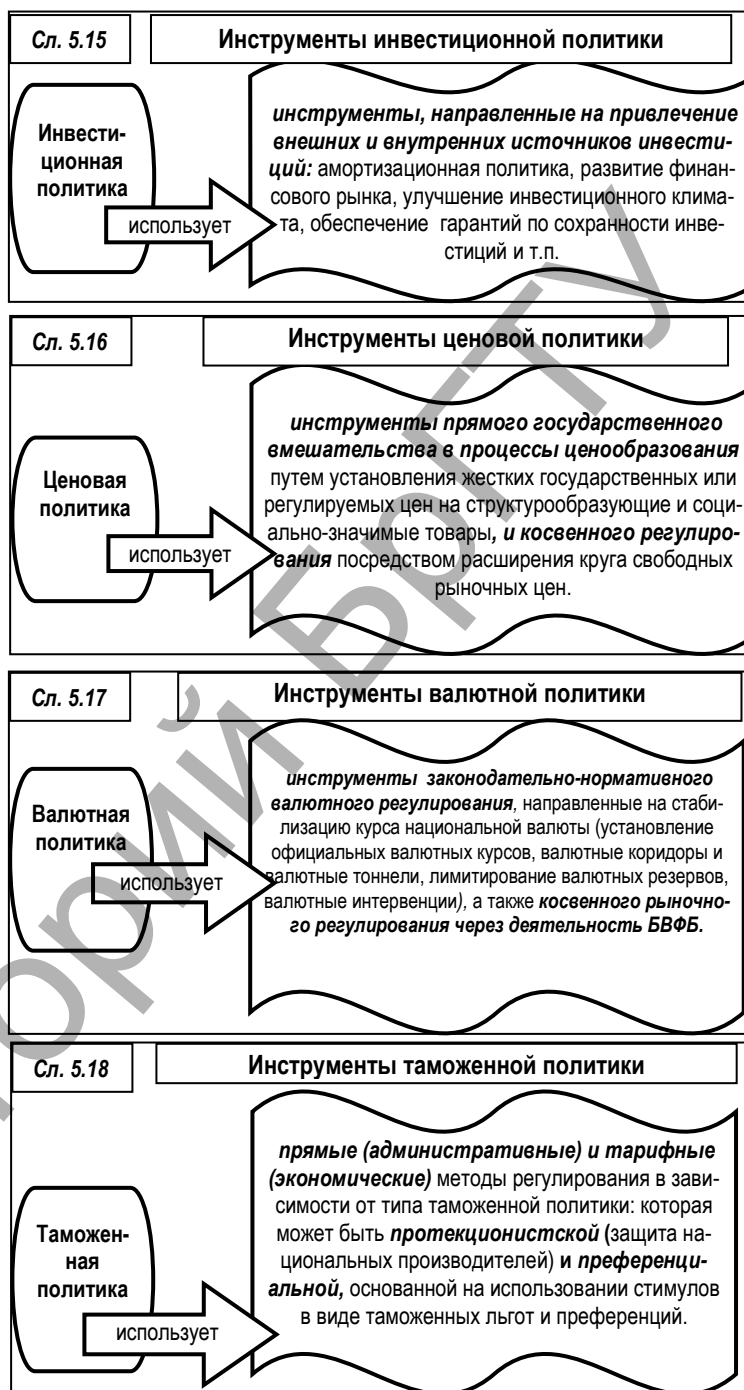 Сл. 5.15
Инструменты инвестиционной политики
Инвести-
ционная
политика
использует
инструменты, направленные на привлечение
внешних и внутренних источников инвести-
ций: амортизационная политика, развитие финан-
сового рынка, улучшение инвестиционного клима-
та, обеспечение гарантий по сохранности инве-
стиций и т.п.
Сл. 5.16
Инструменты ценовой политики
Ценовая
политика
использует
инструменты прямого государственного
вмешательства в процессы ценообразования
путем установления жестких государственных или
регулируемых цен на структурообразующие и соци-
ально-значимые товары, и косвенного регулиро-
вания посредством расширения круга свободных
рыночных цен.
Сл. 5.17
Инструменты валютной политики
Валютная
политика
использует
инструменты законодательно-нормативного
валютного регулирования, направленные на стаби-
лизацию курса национальной валюты (установление
официальных валютных курсов, валютные коридоры и
валютные тоннели, лимитирование валютных резервов,
валютные интервенции), а также косвенного рыночно-
го регулирования через деятельность БВФБ.
Сл. 5.18
Инструменты таможенной политики
Таможен-
ная
политика
использует
прямые (административные) и тарифные
(экономические) методы регулирования в зави-
симости от типа таможенной политики: которая
может быть протекционистской (защита на-
циональных производителей) и преференци-
альной, основанной на использовании стимулов
в виде таможенных льгот и преференций.
орий БрГТУ